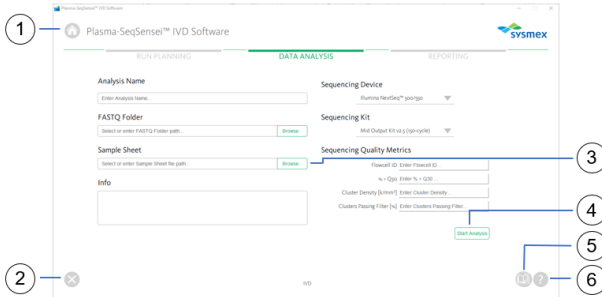 Plasma-SeqSensei™ IVD Software
1
Plasma-SeqSensei™ IVD Software
sysmex
RUN PLANNING
DATA ANALYSIS
REPORTING
Analysis Name
Enter Analysis Name...
FASTQ Folder
Select or enter FASTQ Folder path...
Browse
Sample Sheet
Select or enter Sample Sheet file path...
Browse
Info
Sequencing Device
Illumina NextSeq™ 500/550
Sequencing Kit
Mid Output Kit v2.5 (150-cycle)
Sequencing Quality Metrics
Flowcell ID Enter Flowcell ID...
% > Q30 Enter % > Q30...
Cluster Density [K/mm²] Enter Cluster Density...
Clusters Passing Filter [%] Enter Clusters Passing Filter...
Start Analysis
3
4
5
2
IVD
?
6